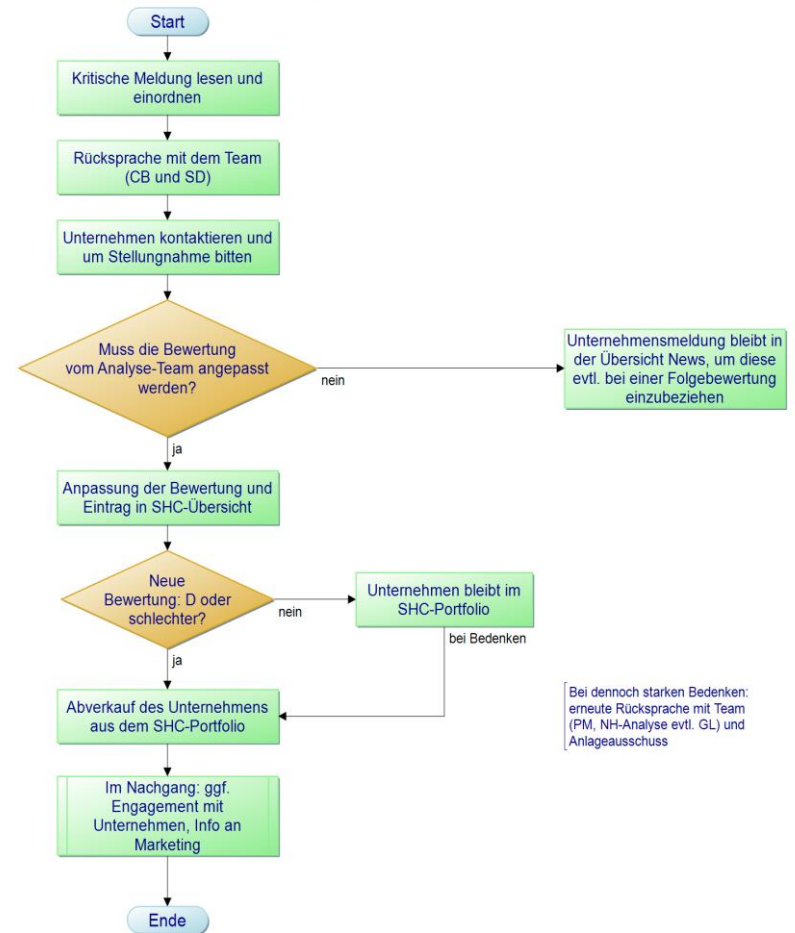 Start
Kritische Meldung lesen und
einordnen
Rücksprache mit dem Team
(CB und SD)
Unternehmen kontaktieren und
um Stellungnahme bitten
Muss die Bewertung
vom Analyse-Team angepasst
werden?
nein
Unternehmensmeldung bleibt in
der Übersicht News, um diese
evtl. bei einer Folgebewertung
einzubeziehen
ja
Anpassung der Bewertung und
Eintrag in SHC-Übersicht
Neue
Bewertung: D oder
schlechter?
nein
Unternehmen bleibt im
SHC-Portfolio
bei Bedenken
ja
Abverkauf des Unternehmens
aus dem SHC-Portfolio
Bei dennoch starken Bedenken:
erneute Rücksprache mit Team
(PM, NH-Analyse evtl. GL) und
Anlageausschuss
Im Nachgang: ggf.
Engagement mit
Unternehmen, Info an
Marketing
Ende